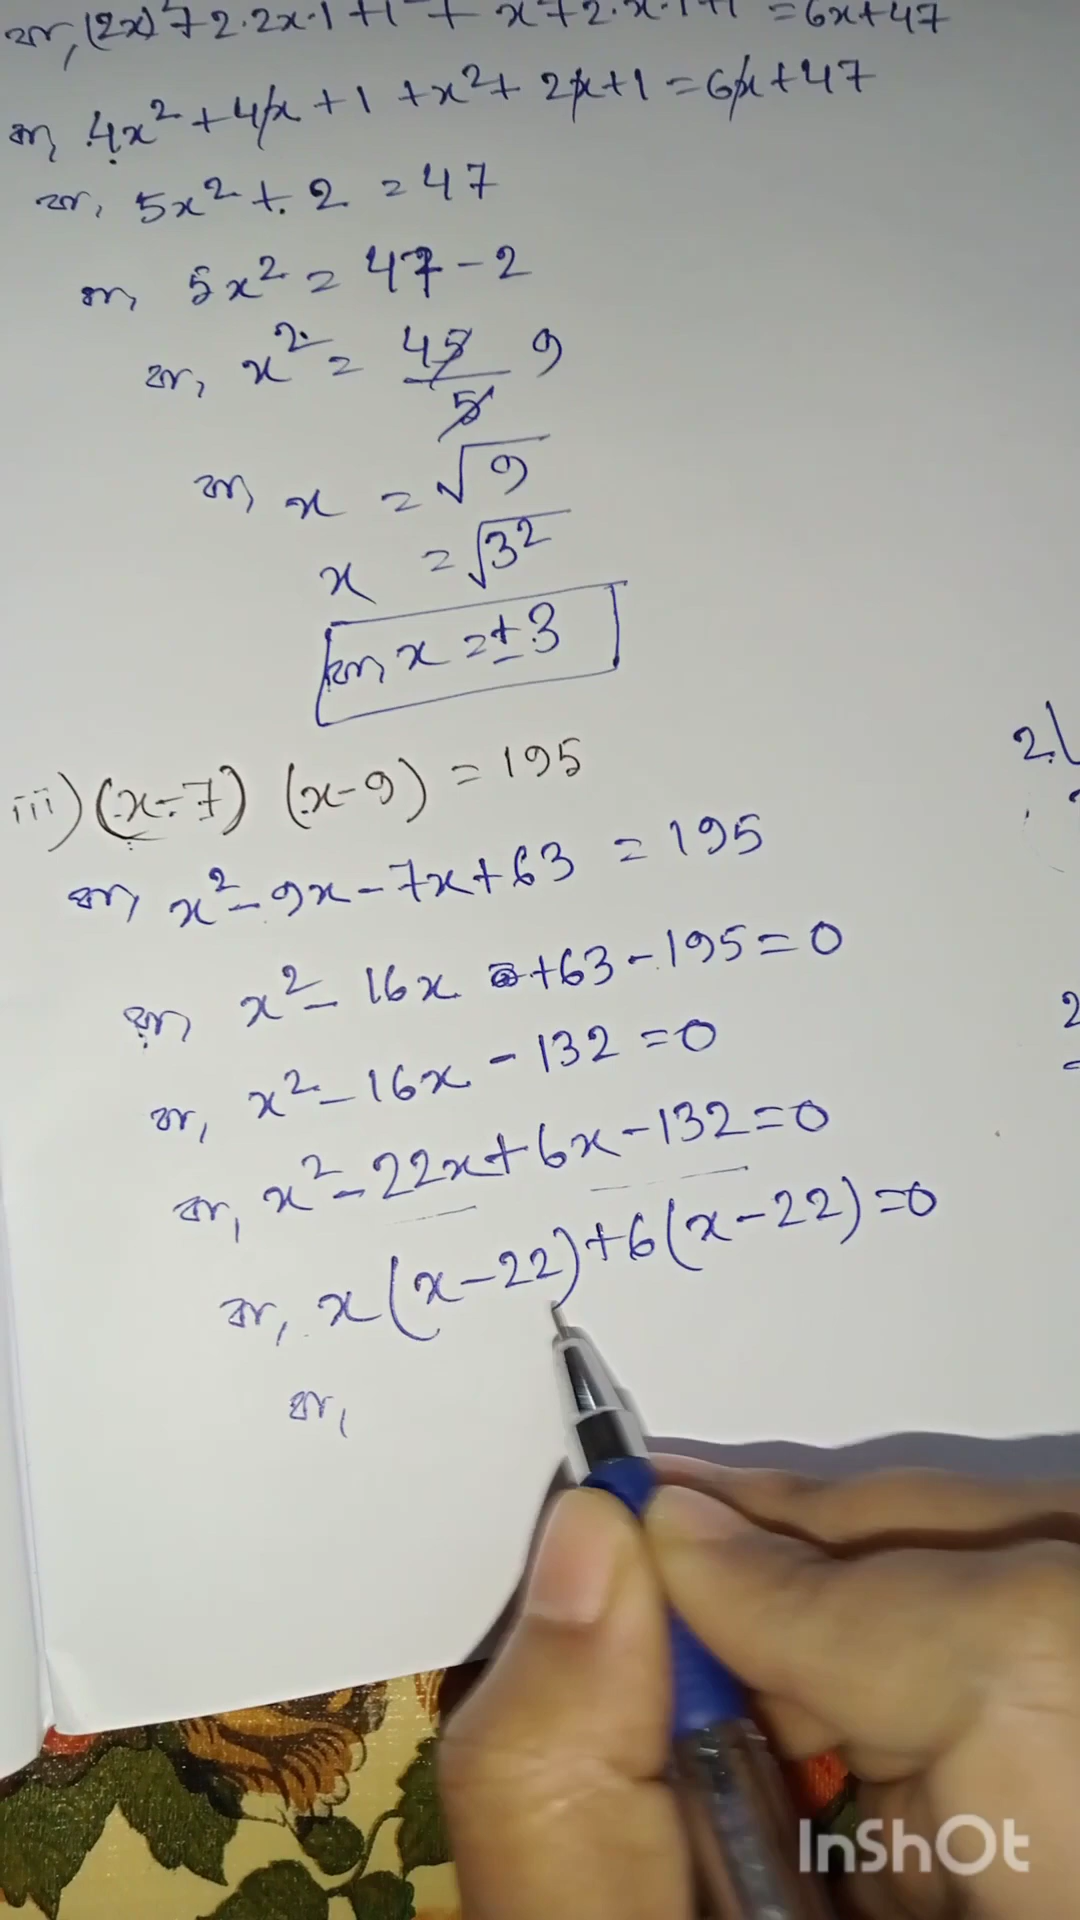 বা, (2x)²+2.2x.1+1²+x²+2.x.1+1²=6x+47
বা, 4x²+4x+1+x²+2x+1=6x+47
বা, 5x²+2=47
বা, 5x²=47-2
বা, x²=45/5 9
বা, x=√9
x=√3²
বা, x=±3
iii) (x-7) (x-9)=195
বা, x²-9x-7x+63=195
বা, x²-16x+63-195=0
বা, x²-16x-132=0
বা, x²-22x+6x-132=0
বা, x(x-22)+6(x-22)=0
বা,
2.
2
InShOt